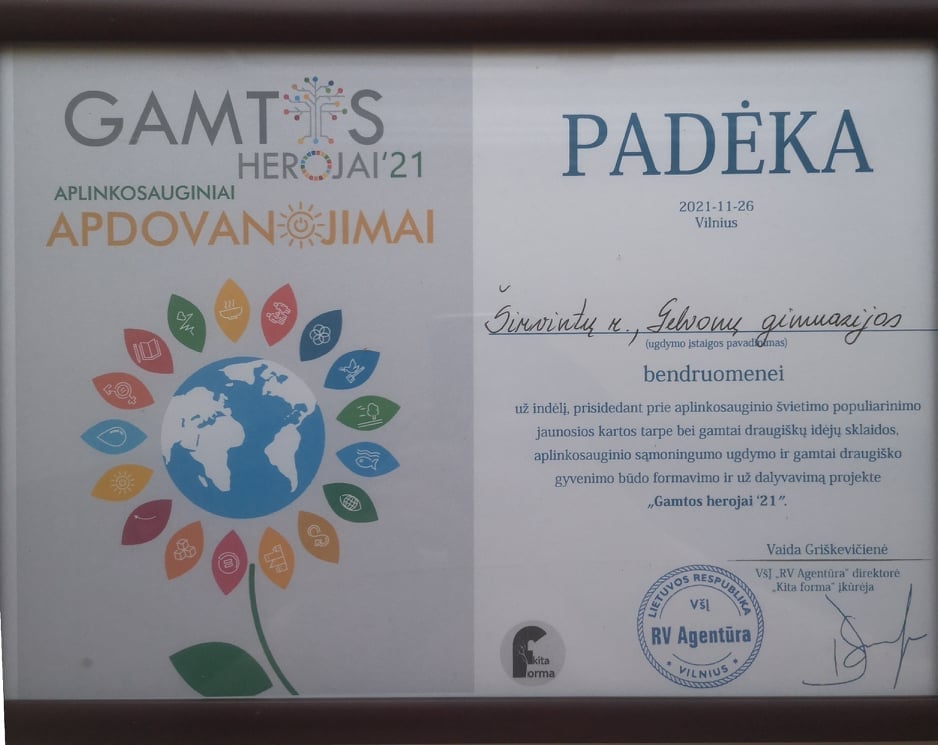 GAMTOS
HEROJAI'21
APLINKOSAUGINIAI
APDOVANOJIMAI
PADĖKA
2021-11-26
Vilnius
Širvintų r., Gelvonų gimnazijos
(ugdymo įstaigos pavadinimas)
bendruomenei
už indėlį, prisidedant prie aplinkosauginio švietimo populiarinimo
jaunosios kartos tarpe bei gamtai draugiškų idėjų sklaidos,
aplinkosauginio sąmoningumo ugdymo ir gamtai draugiško
gyvenimo būdo formavimo ir už dalyvavimą projekte
„Gamtos herojai '21".
Vaida Griškevičienė
VšĮ „RV Agentūra" direktorė
„Kita forma" įkūrėja
LIETUVOS RESPUBLIKA
VšĮ
RV Agentūra
• VILNIUS •
kita
forma